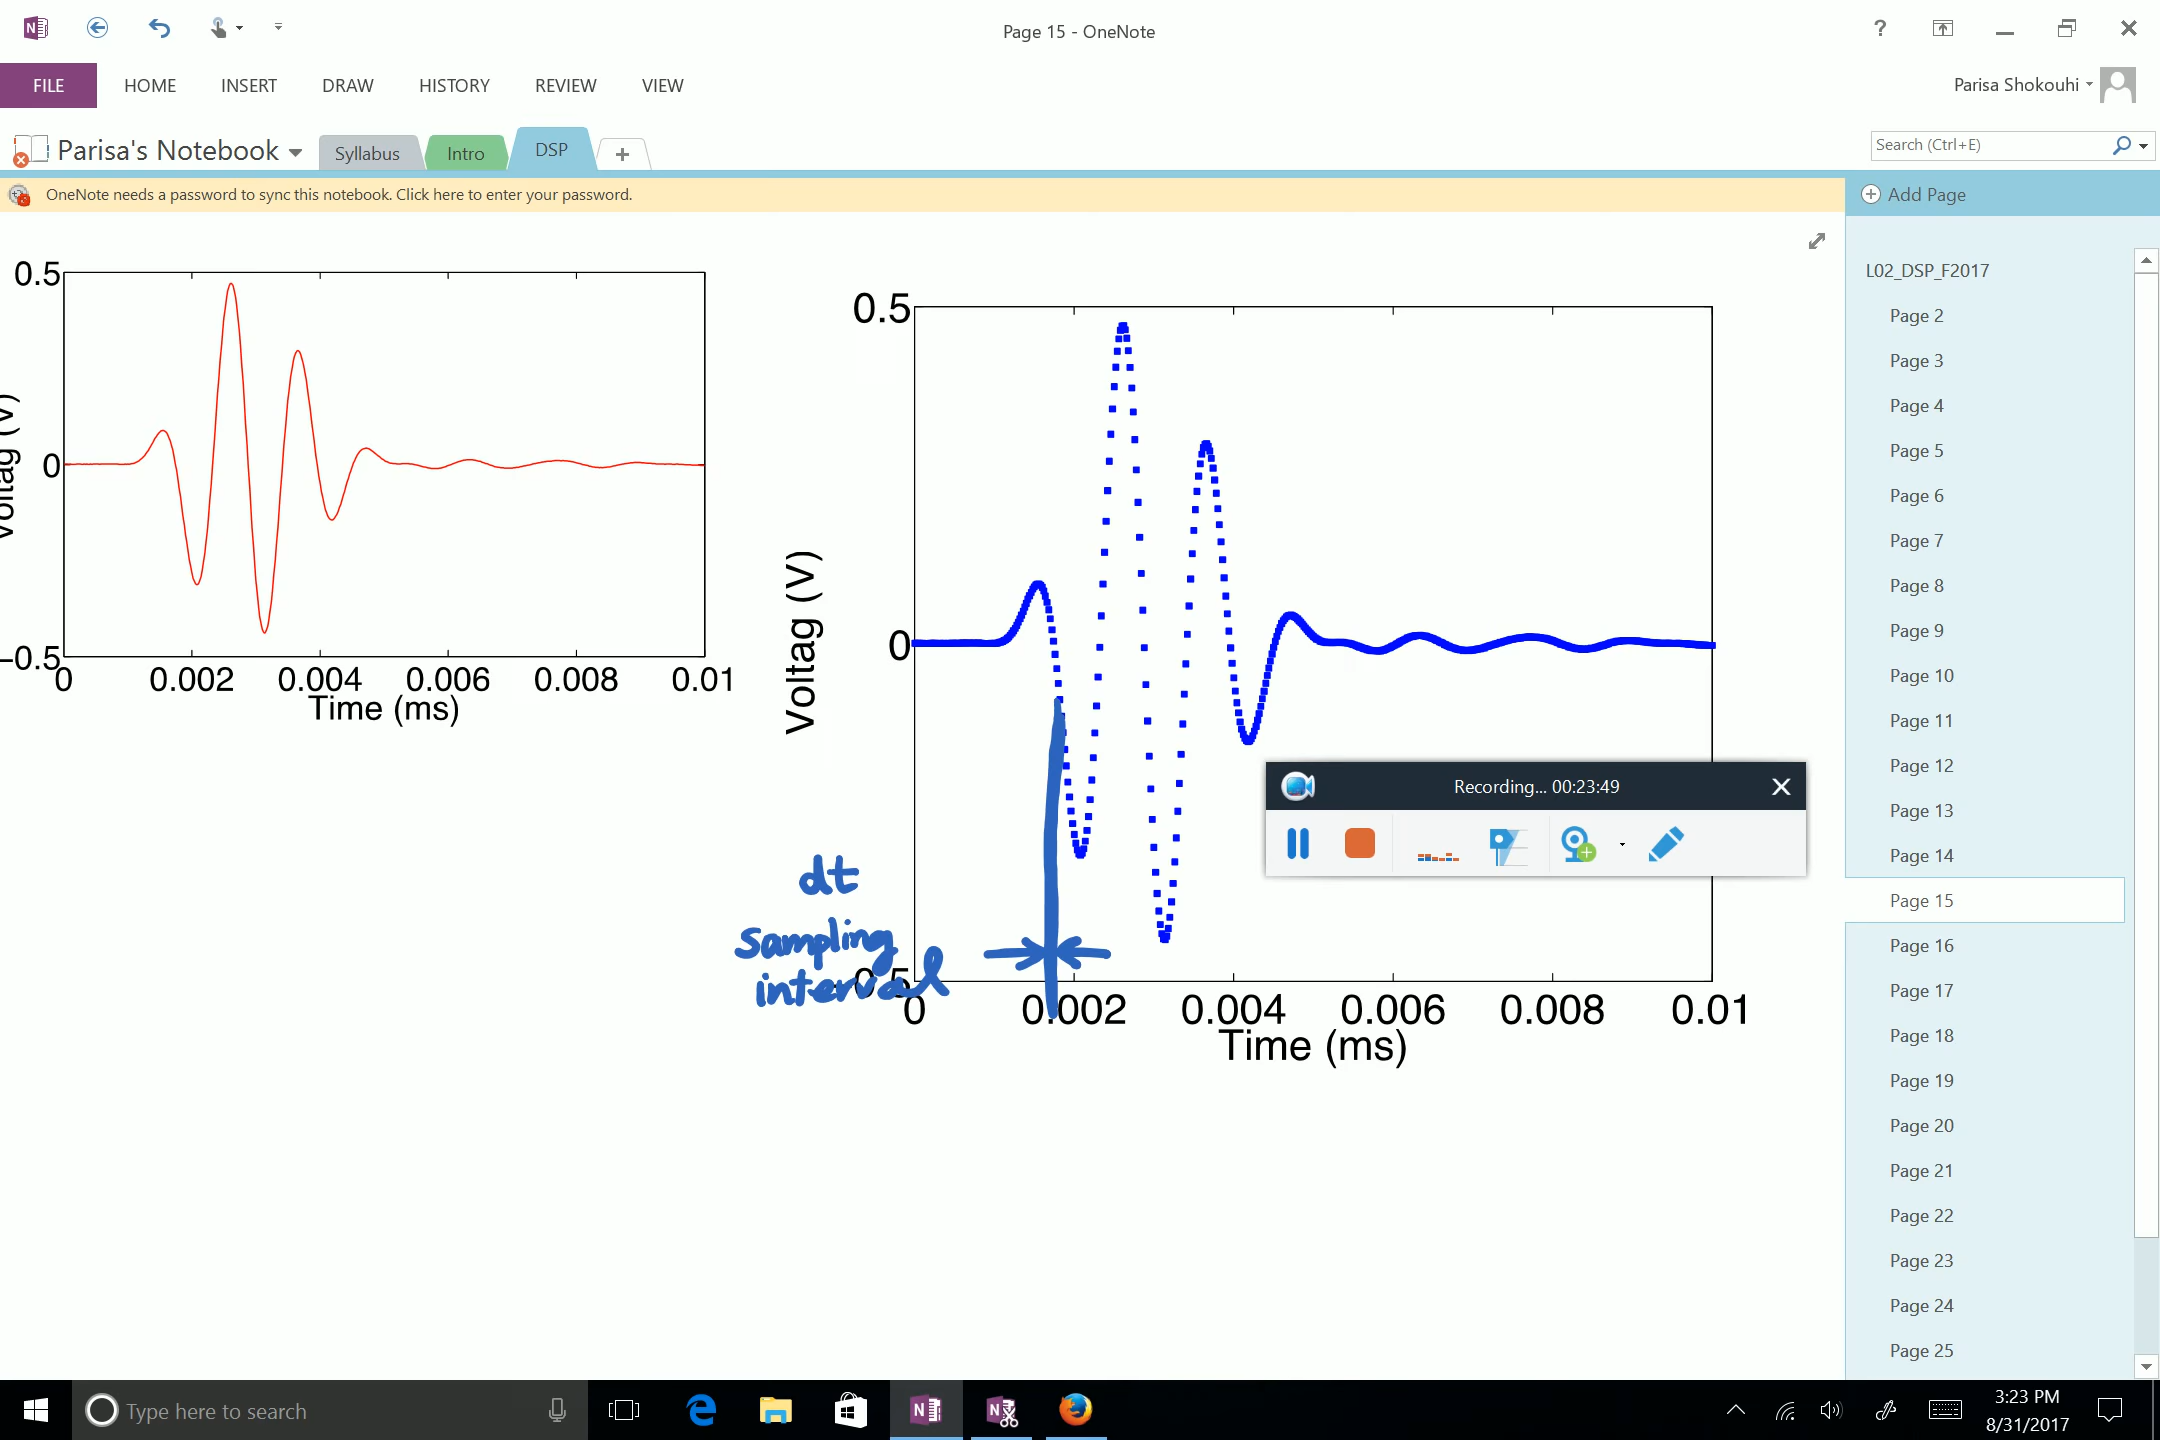 Page 15 - OneNote
?
FILE HOME INSERT DRAW HISTORY REVIEW VIEW
Parisa Shokouhi
Parisa's Notebook
Syllabus
Intro
DSP
Search (Ctrl+E)
OneNote needs a password to sync this notebook. Click here to enter your password.
Add Page
0.5
0
-0.5
Voltag (V)
0 0.002 0.004 0.006 0.008 0.01
Time (ms)
0.5
0
-0.5
Voltag (V)
0 0.002 0.004 0.006 0.008 0.01
Time (ms)
dt
sampling
interval
Recording... 00:23:49
L02_DSP_F2017
Page 2
Page 3
Page 4
Page 5
Page 6
Page 7
Page 8
Page 9
Page 10
Page 11
Page 12
Page 13
Page 14
Page 15
Page 16
Page 17
Page 18
Page 19
Page 20
Page 21
Page 22
Page 23
Page 24
Page 25
Type here to search
3:23 PM
8/31/2017